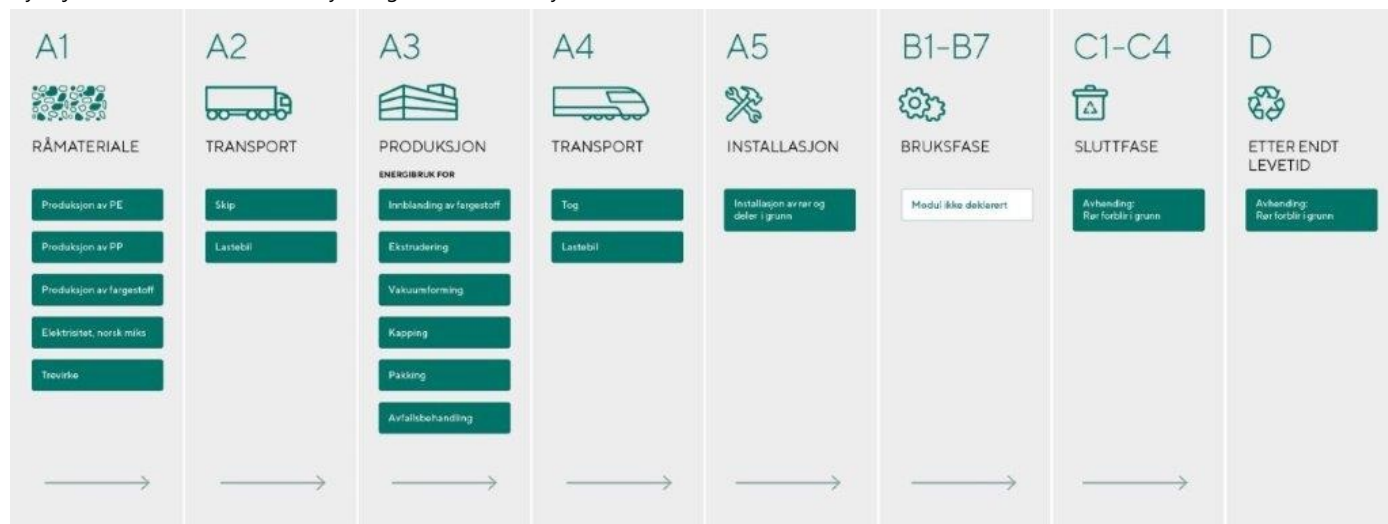 A1
RÅMATERIALE
Produksjon av PE
Produksjon av PP
Produksjon av fargestoff
Elektrisitet, norsk miks
Trevirke
A2
TRANSPORT
Skip
Lastebil
A3
PRODUKSJON
ENERGIBRUK FOR
Innblanding av fargestoff
Ekstrudering
Vakuumforming
Kapping
Pakking
Avfallsbehandling
A4
TRANSPORT
Tog
Lastebil
A5
INSTALLASJON
Installasjon av rør og
deler i grunn
B1-B7
BRUKSFASE
Modul ikke deklarert
C1-C4
SLUTTFASE
Avhending:
Rør forblir i grunn
D
ETTER ENDT
LEVETID
Avhending:
Rør forblir i grunn